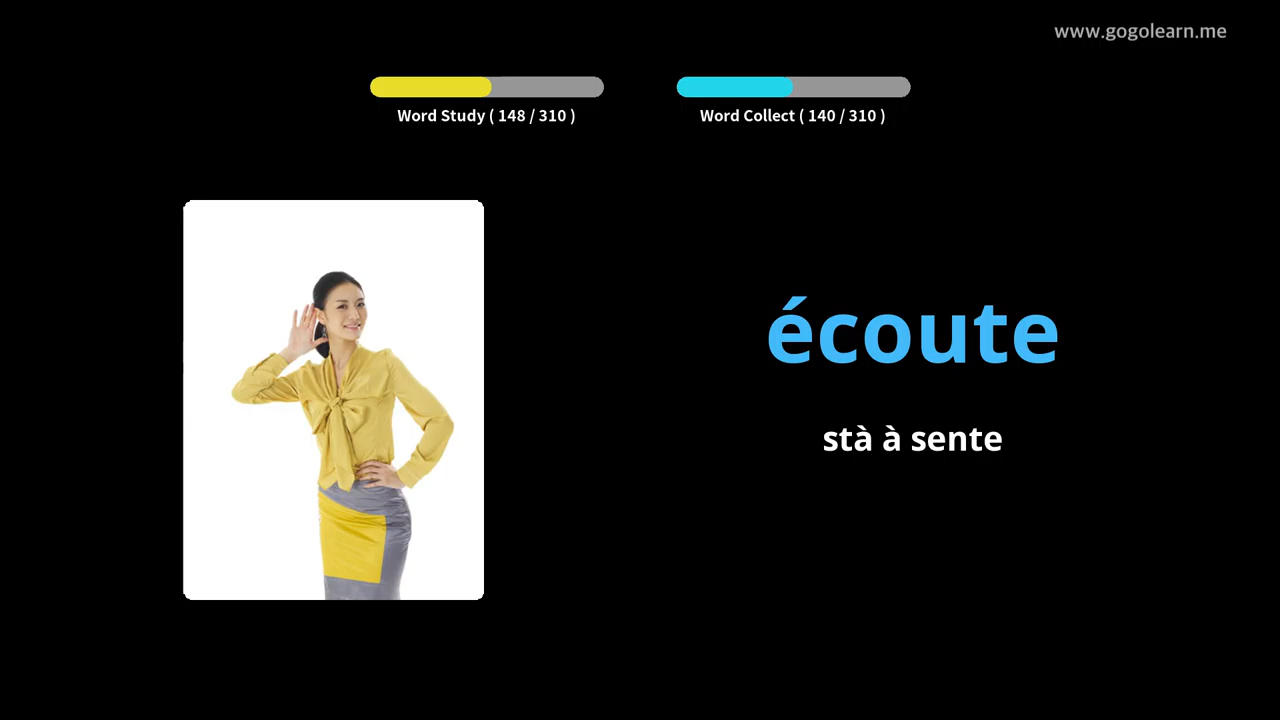 www.gogolearn.me
Word Study ( 148 / 310 )
Word Collect ( 140 / 310 )
écoute
stà à sente